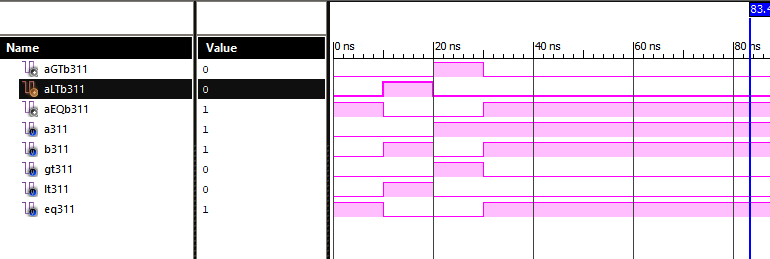 83.4
Name Value 0 ns 20 ns 40 ns 60 ns 80 ns
aGTb311 0
aLTb311 0
aEQb311 1
a311 1
b311 1
gt311 0
lt311 0
eq311 1